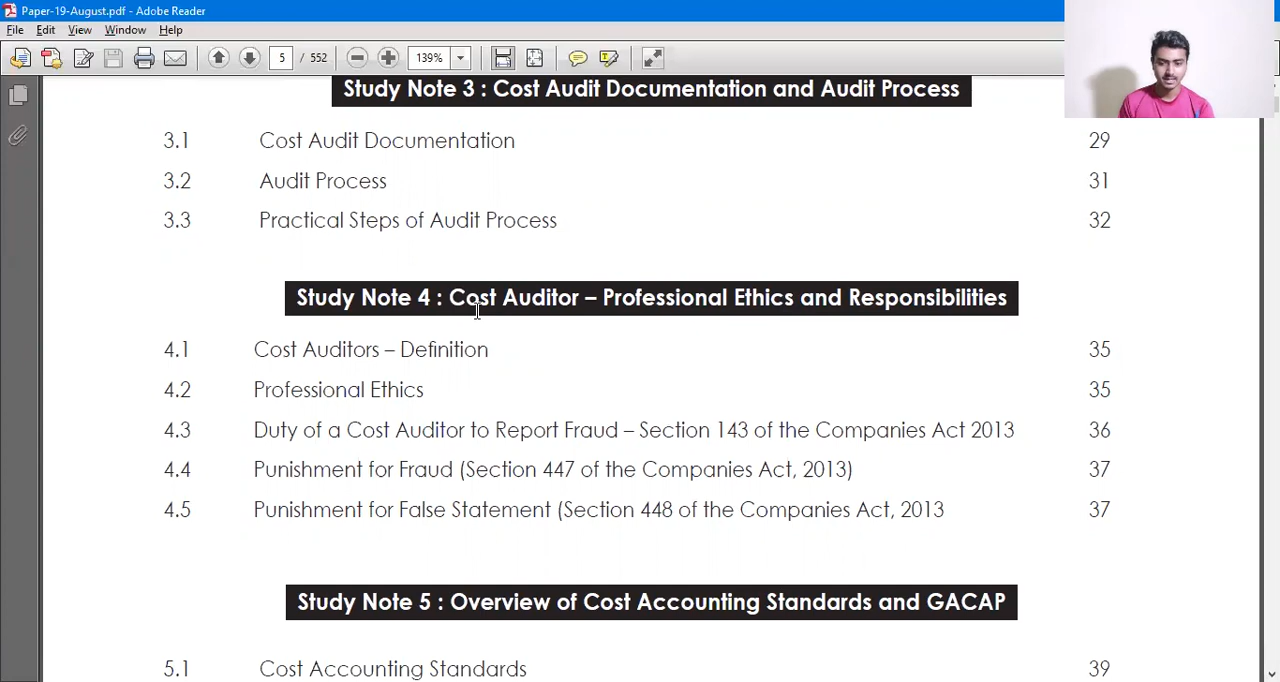 Paper-19-August.pdf - Adobe Reader
File Edit View Window Help
5 / 552 139%
Study Note 3 : Cost Audit Documentation and Audit Process
3.1 Cost Audit Documentation 29
3.2 Audit Process 31
3.3 Practical Steps of Audit Process 32
Study Note 4 : Cost Auditor – Professional Ethics and Responsibilities
4.1 Cost Auditors – Definition 35
4.2 Professional Ethics 35
4.3 Duty of a Cost Auditor to Report Fraud – Section 143 of the Companies Act 2013 36
4.4 Punishment for Fraud (Section 447 of the Companies Act, 2013) 37
4.5 Punishment for False Statement (Section 448 of the Companies Act, 2013 37
Study Note 5 : Overview of Cost Accounting Standards and GACAP
5.1 Cost Accounting Standards 39